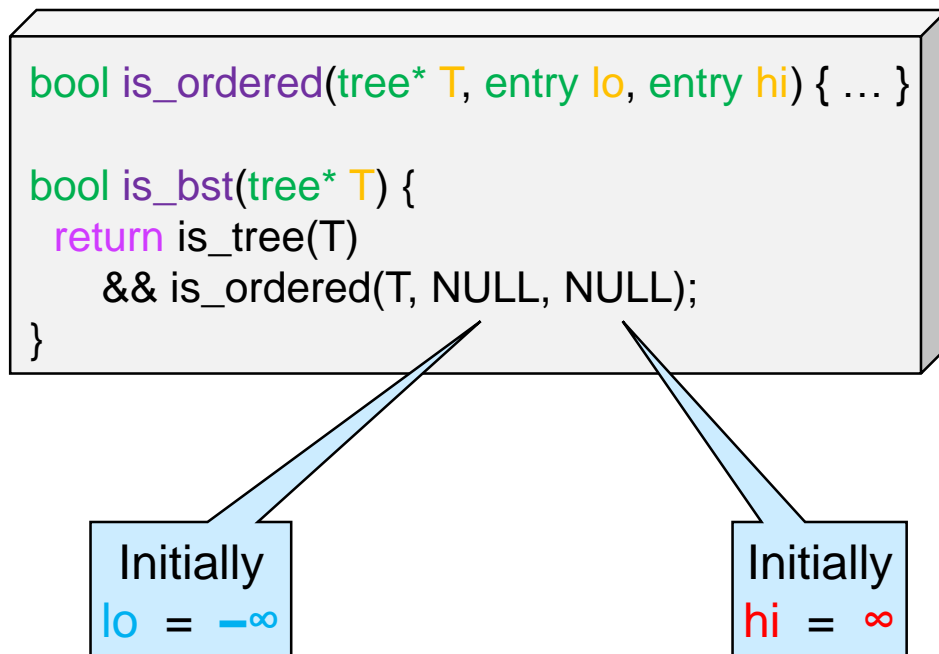 bool is_ordered(tree* T, entry lo, entry hi) { … }
bool is_bst(tree* T) {
return is_tree(T)
&& is_ordered(T, NULL, NULL);
}
Initially
lo = –∞
Initially
hi = ∞